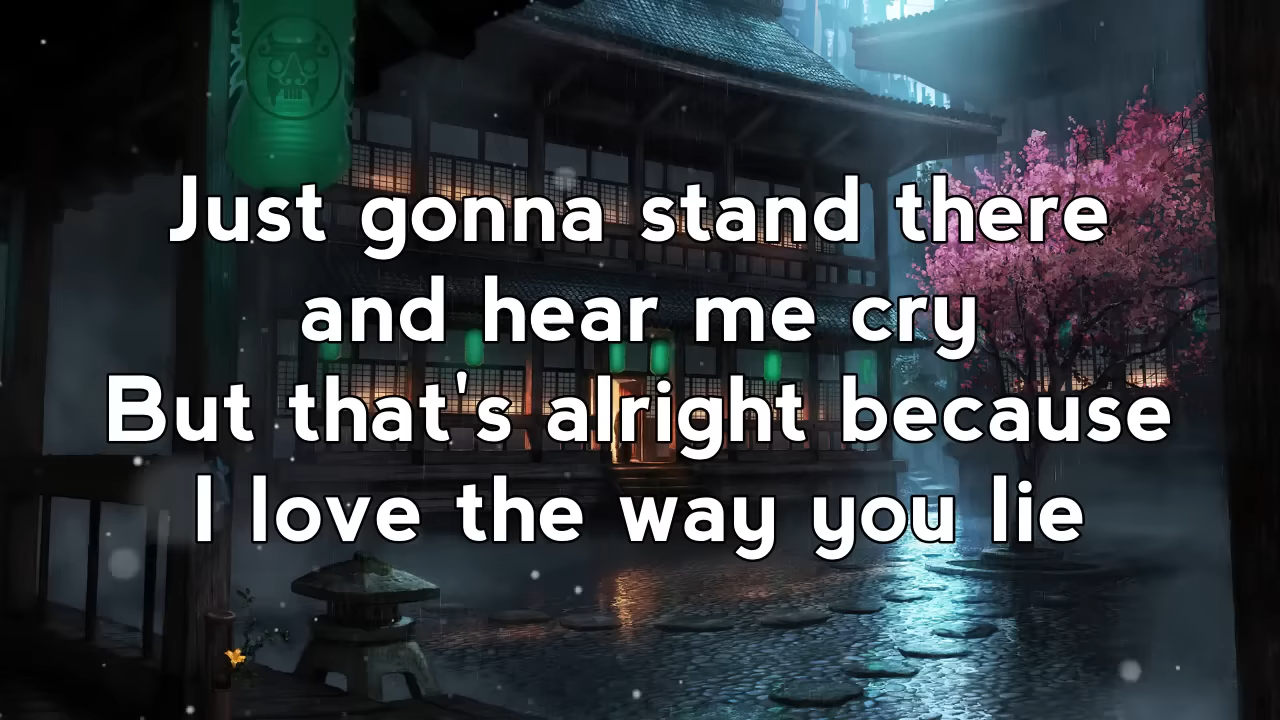 Just gonna stand there
and hear me cry
But that's alright because
I love the way you lie